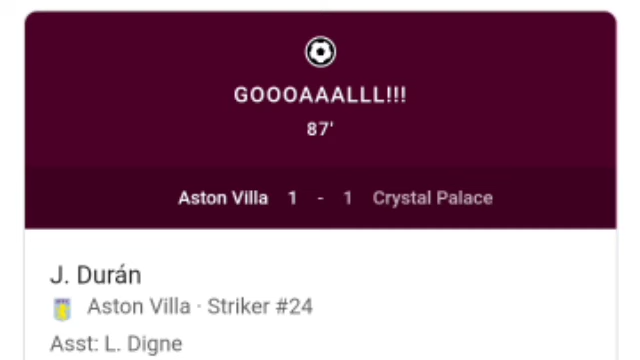 GOOOAAALLL!!!
87'
Aston Villa 1 - 1 Crystal Palace
J. Durán
Aston Villa · Striker #24
Asst: L. Digne